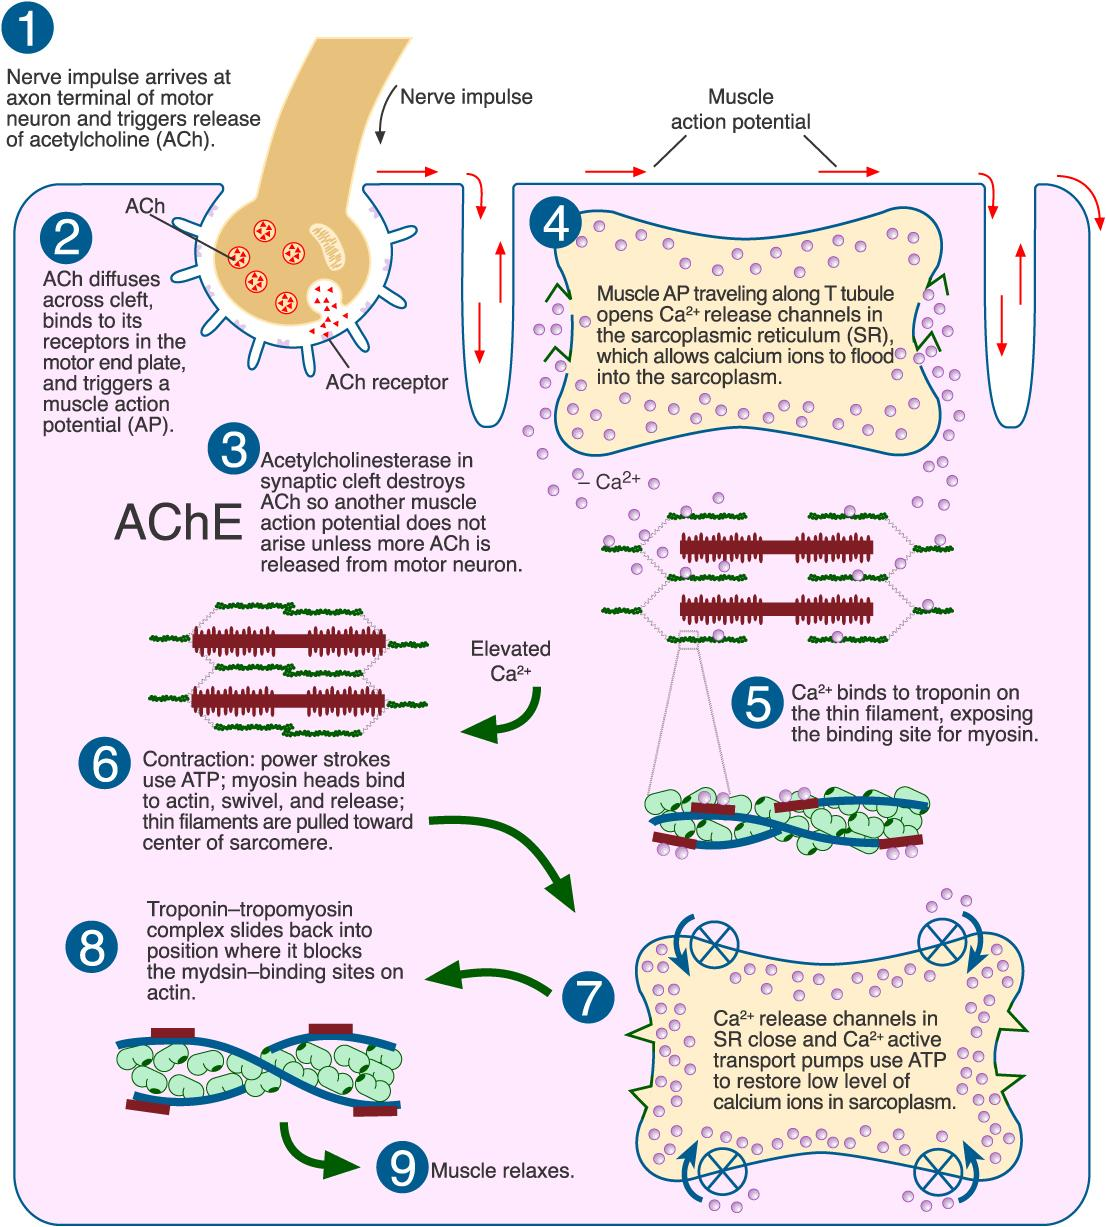 1
Nerve impulse arrives at
axon terminal of motor
neuron and triggers release
of acetylcholine (ACh).
Nerve impulse
Muscle
action potential
ACh
2
ACh diffuses
across cleft,
binds to its
receptors in the
motor end plate,
and triggers a
muscle action
potential (AP).
ACh receptor
4
Muscle AP traveling along T tubule
opens Ca²⁺ release channels in
the sarcoplasmic reticulum (SR),
which allows calcium ions to flood
into the sarcoplasm.
3
Acetylcholinesterase in
synaptic cleft destroys
ACh so another muscle
action potential does not
arise unless more ACh is
released from motor neuron.
AChE
– Ca²⁺
Elevated
Ca²⁺
5
Ca²⁺ binds to troponin on
the thin filament, exposing
the binding site for myosin.
6
Contraction: power strokes
use ATP; myosin heads bind
to actin, swivel, and release;
thin filaments are pulled toward
center of sarcomere.
7
Ca²⁺ release channels in
SR close and Ca²⁺ active
transport pumps use ATP
to restore low level of
calcium ions in sarcoplasm.
8
Troponin–tropomyosin
complex slides back into
position where it blocks
the mydsin–binding sites on
actin.
9
Muscle relaxes.